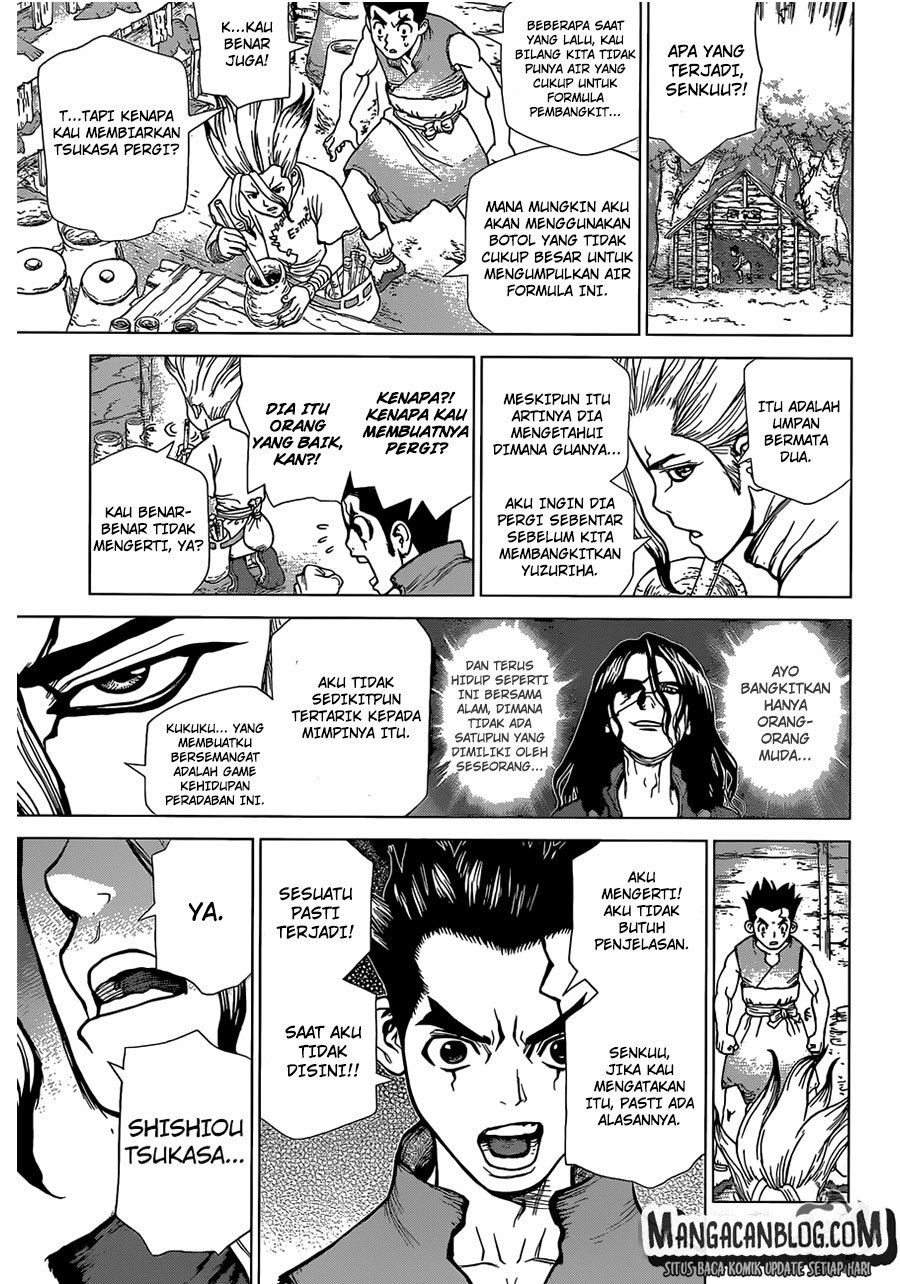 APA YANG
TERJADI,
SENKUU?!
BEBERAPA SAAT
YANG LALU, KAU
BILANG KITA TIDAK
PUNYA AIR YANG
CUKUP UNTUK
FORMULA
PEMBANGKIT...
MANA MUNGKIN AKU
AKAN MENGGUNAKAN
BOTOL YANG TIDAK
CUKUP BESAR UNTUK
MENGUMPULKAN AIR
FORMULA INI.
K...KAU
BENAR
JUGA!
T...TAPI KENAPA
KAU MEMBIARKAN
TSUKASA PERGI?
ITU ADALAH
UMPAN
BERMATA
DUA.
MESKIPUN ITU
ARTINYA DIA
MENGETAHUI
DIMANA GUANYA...
AKU INGIN DIA
PERGI SEBENTAR
SEBELUM KITA
MEMBANGKITKAN
YUZURIHA.
KENAPA?!
KENAPA KAU
MEMBUATNYA
PERGI?
DIA ITU
ORANG
YANG BAIK,
KAN?!
KAU BENAR-
BENAR TIDAK
MENGERTI, YA?
AYO
BANGKITKAN
HANYA
ORANG-
ORANG
MUDA...
DAN TERUS
HIDUP SEPERTI
INI BERSAMA
ALAM, DIMANA
TIDAK ADA
SATUPUN YANG
DIMILIKI OLEH
SESEORANG...
AKU TIDAK
SEDIKITPUN
TERTARIK KEPADA
MIMPINYA ITU.
KUKUKU... YANG
MEMBUATKU
BERSEMANGAT
ADALAH GAME
KEHIDUPAN
PERADABAN INI.
AKU
MENGERTI!
AKU TIDAK
BUTUH
PENJELASAN.
SENKUU,
JIKA KAU
MENGATAKAN
ITU, PASTI ADA
ALASANNYA.
SESUATU
PASTI
TERJADI!
SAAT AKU
TIDAK
DISINI!!
YA.
SHISHIOU
TSUKASA...
MANGACANBLOG.COM
SITUS BACA KOMIK UPDATE SETIAP HARI